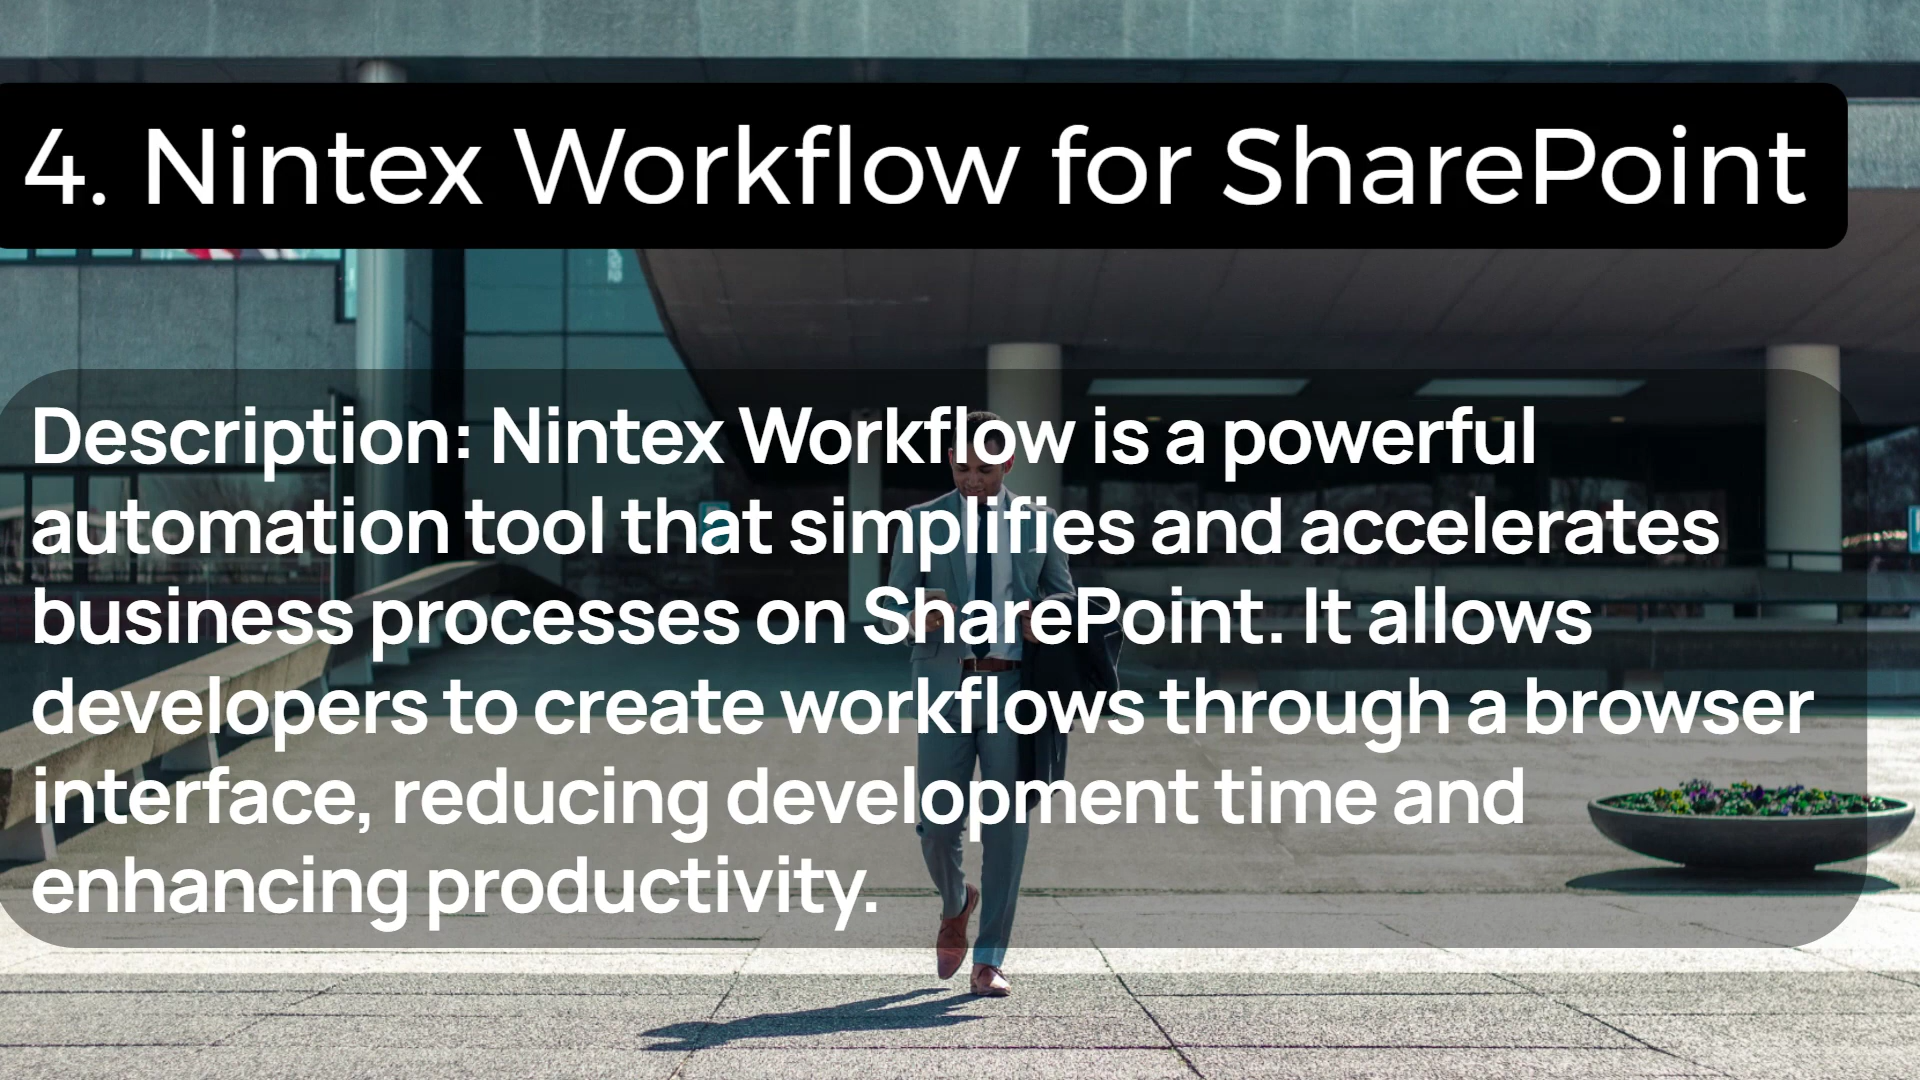 4. Nintex Workflow for SharePoint
Description: Nintex Workflow is a powerful
automation tool that simplifies and accelerates
business processes on SharePoint. It allows
developers to create workflows through a browser
interface, reducing development time and
enhancing productivity.